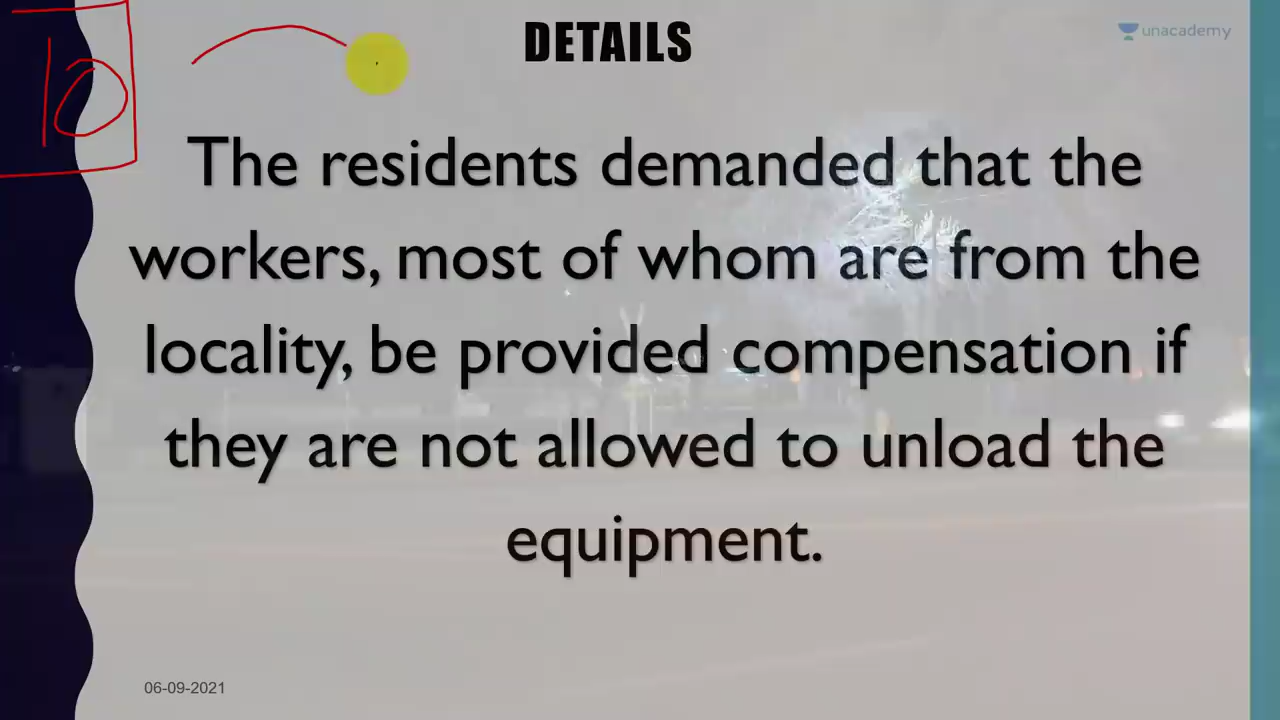 10
DETAILS
unacademy
The residents demanded that the
workers, most of whom are from the
locality, be provided compensation if
they are not allowed to unload the
equipment.
06-09-2021